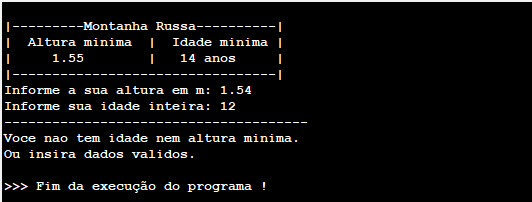 |---------Montanha Russa----------|
|  Altura minima  |  Idade minima |
|     1.55        |   14 anos     |
|---------------------------------|
Informe a sua altura em m: 1.54
Informe sua idade inteira: 12
--------------------------------------
Voce nao tem idade nem altura minima.
Ou insira dados validos.
>>> Fim da execução do programa !